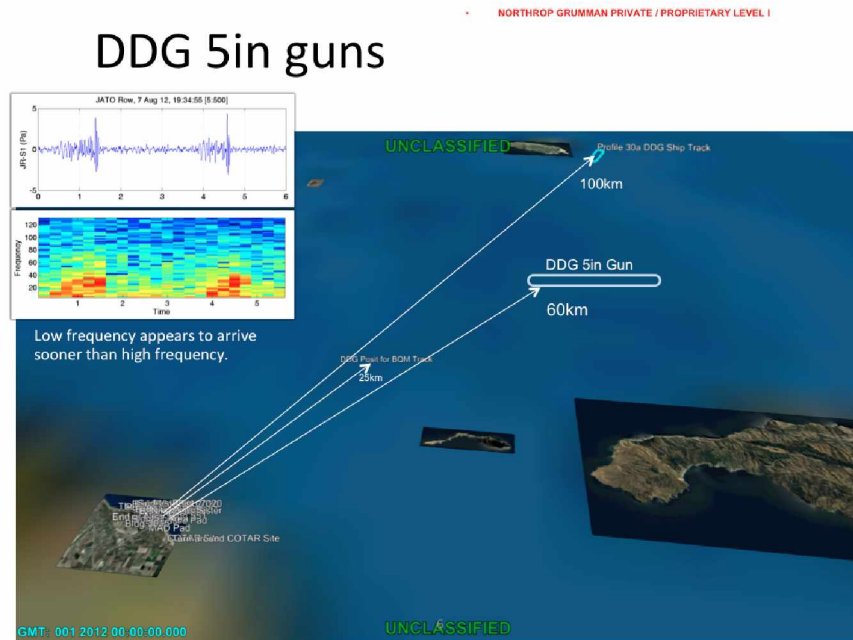 • NORTHROP GRUMMAN PRIVATE / PROPRIETARY LEVEL I
DDG 5in guns
JATO Row, 7 Aug 12, 19:34:55 [5:500]
JR-S1 (Pa)
5
0
-5
0 1 2 3 4 5 6
Frequency
120
100
80
60
40
20
1 2 3 4 5
Time
Low frequency appears to arrive
sooner than high frequency.
UNCLASSIFIED
Profile 30a DDG Ship Track
100km
DDG 5in Gun
60km
DDG Posit for BQM Track
25km
Pad
Pad
and COTAR Site
GMT: 001 2012 00:00:00.000
6
UNCLASSIFIED